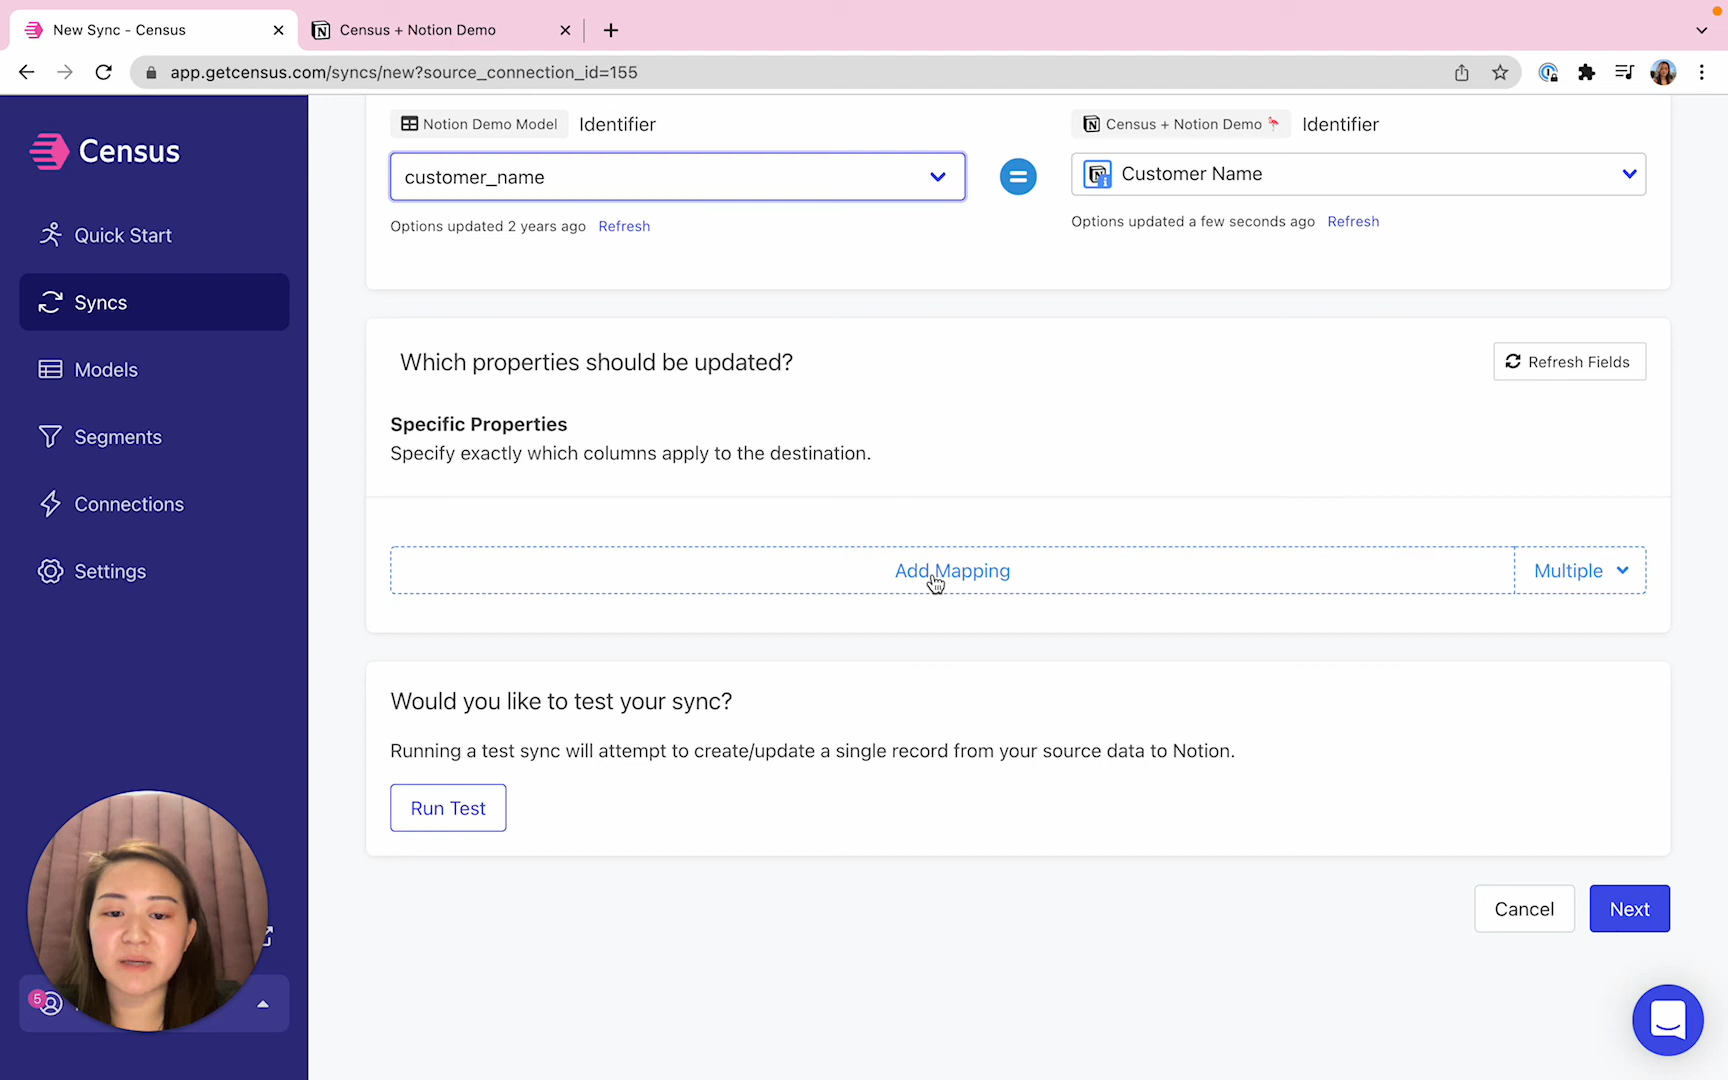 New Sync - Census
Census + Notion Demo
app.getcensus.com/syncs/new?source_connection_id=155
Census
Quick Start
Syncs
Models
Segments
Connections
Settings
5
Notion Demo Model Identifier
customer_name
Options updated 2 years ago Refresh
Census + Notion Demo 🦩 Identifier
Customer Name
Options updated a few seconds ago Refresh
Which properties should be updated?
Refresh Fields
Specific Properties
Specify exactly which columns apply to the destination.
Add Mapping
Multiple
Would you like to test your sync?
Running a test sync will attempt to create/update a single record from your source data to Notion.
Run Test
Cancel
Next